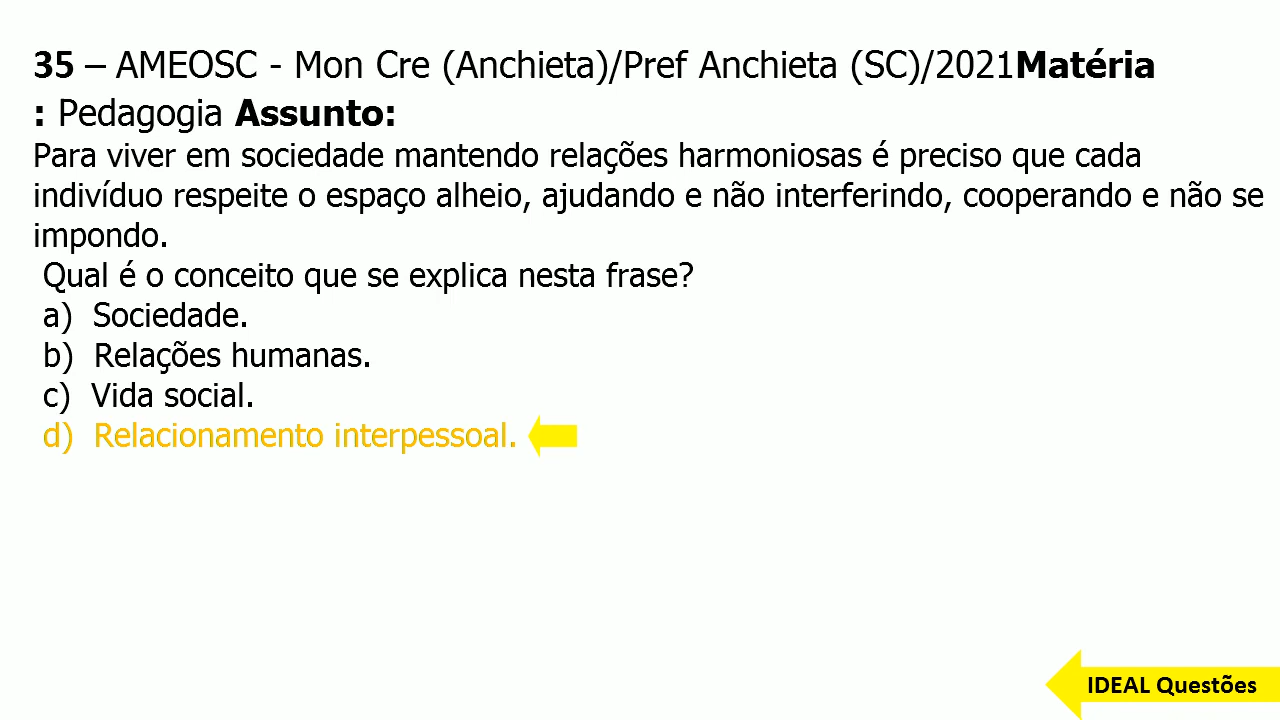 35 – AMEOSC - Mon Cre (Anchieta)/Pref Anchieta (SC)/2021Matéria
: Pedagogia Assunto:
Para viver em sociedade mantendo relações harmoniosas é preciso que cada
indivíduo respeite o espaço alheio, ajudando e não interferindo, cooperando e não se
impondo.
Qual é o conceito que se explica nesta frase?
a) Sociedade.
b) Relações humanas.
c) Vida social.
d) Relacionamento interpessoal.
IDEAL Questões